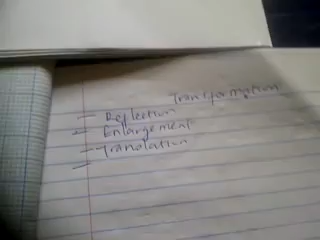 Transformation
- Reflection
- Enlargement
- Translation
-